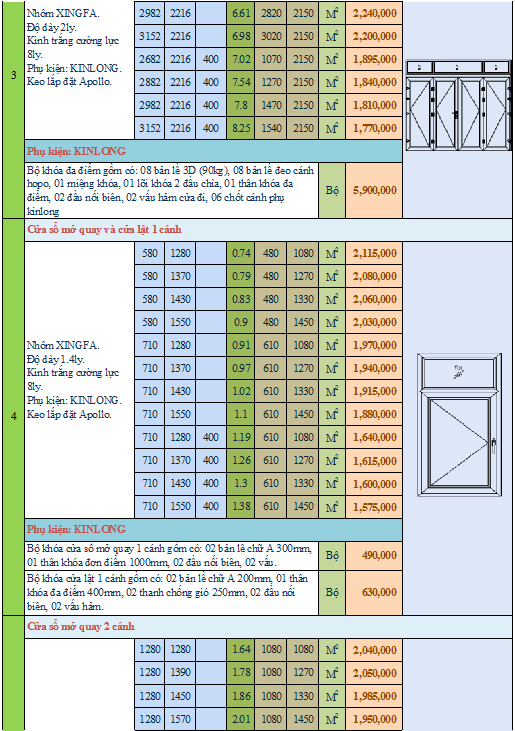 3
Nhôm XINGFA.
Độ dày 2ly.
Kính trắng cường lực
8ly.
Phụ kiện: KINLONG.
Keo lắp đặt Apollo.
2982 2216 6.61 2820 2150 M² 2,240,000
3152 2216 6.98 3020 2150 M² 2,200,000
2682 2216 400 7.02 1070 2150 M² 1,895,000
2882 2216 400 7.54 1270 2150 M² 1,840,000
2982 2216 400 7.8 1470 2150 M² 1,810,000
3152 2216 400 8.25 1540 2150 M² 1,770,000
Phụ kiện: KINLONG
Bộ khóa đa điểm gồm có: 08 bản lề 3D (90kg), 08 bản lề đeo cánh
hopo, 01 miệng khóa, 01 lõi khóa 2 đầu chìa, 01 thân khóa đa
điểm, 02 đầu nối biên, 02 vấu hãm cửa đi, 06 chốt cánh phụ
kinlong
Bộ 5,900,000
4
Cửa sổ mở quay và cửa lật 1 cánh
Nhôm XINGFA.
Độ dày 1.4ly.
Kính trắng cường lực
8ly.
Phụ kiện: KINLONG.
Keo lắp đặt Apollo.
580 1280 0.74 480 1080 M² 2,115,000
580 1370 0.79 480 1270 M² 2,080,000
580 1430 0.83 480 1330 M² 2,060,000
580 1550 0.9 480 1450 M² 2,030,000
710 1280 0.91 610 1080 M² 1,970,000
710 1370 0.97 610 1270 M² 1,940,000
710 1430 1.02 610 1330 M² 1,915,000
710 1550 1.1 610 1450 M² 1,880,000
710 1280 400 1.19 610 1080 M² 1,640,000
710 1370 400 1.26 610 1270 M² 1,615,000
710 1430 400 1.3 610 1330 M² 1,600,000
710 1550 400 1.38 610 1450 M² 1,575,000
FIX
Phụ kiện: KINLONG
Bộ khóa cửa sổ mở quay 1 cánh gồm có: 02 bản lề chữ A 300mm,
01 thân khóa đơn điểm 1000mm, 02 đầu nối biên, 02 vấu.
Bộ 490,000
Bộ khóa cửa lật 1 cánh gồm có: 02 bản lề chữ A 200mm, 01 thân
khóa đa điểm 400mm, 02 thanh chống gió 250mm, 02 đầu nối
biên, 02 vấu hãm.
Bộ 630,000
Cửa sổ mở quay 2 cánh
1280 1280 1.64 1080 1080 M² 2,040,000
1280 1390 1.78 1080 1270 M² 2,050,000
1280 1450 1.86 1080 1330 M² 1,985,000
1280 1570 2.01 1080 1450 M² 1,950,000